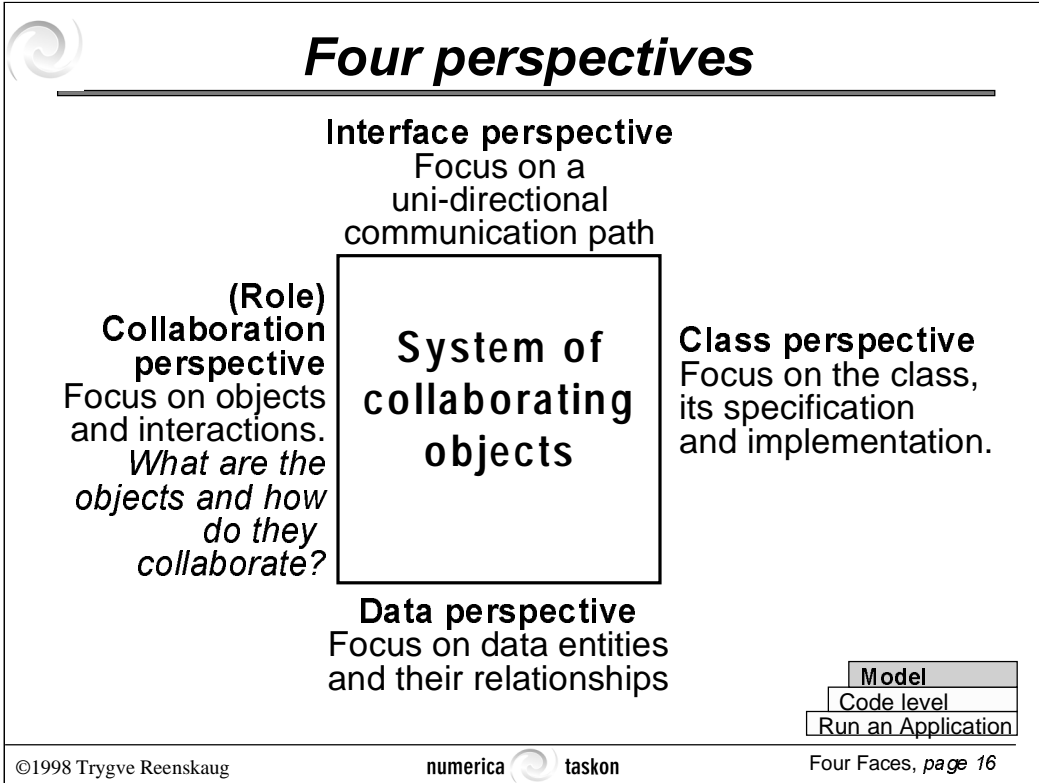 Four perspectives
Interface perspective
Focus on a
uni-directional
communication path
(Role)
Collaboration
perspective
Focus on objects
and interactions.
What are the
objects and how
do they
collaborate?
System of
collaborating
objects
Class perspective
Focus on the class,
its specification
and implementation.
Data perspective
Focus on data entities
and their relationships
Model
Code level
Run an Application
©1998 Trygve Reenskaug
numerica taskon
Four Faces, page 16